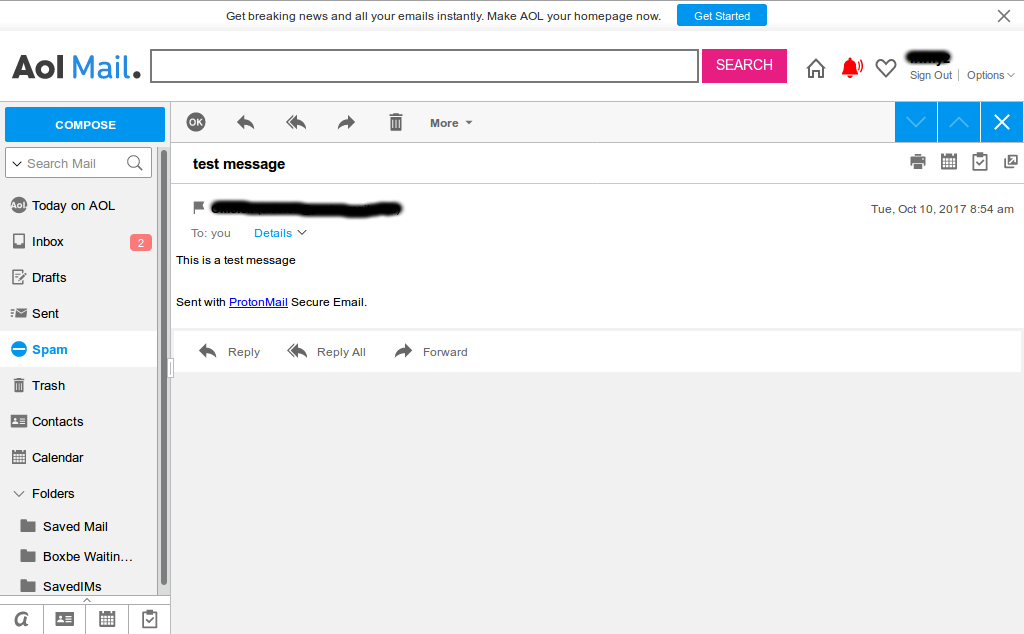 Get breaking news and all your emails instantly. Make AOL your homepage now. Get Started
Aol Mail. SEARCH
Sign Out Options
COMPOSE OK More
Search Mail test message
AOL Today on AOL Tue, Oct 10, 2017 8:54 am
Inbox 2 To: you Details
This is a test message
Drafts
Sent Sent with ProtonMail Secure Email.
Spam Reply Reply All Forward
Trash
Contacts
Calendar
Folders
Saved Mail
Boxbe Waitin...
SavedIMs
a